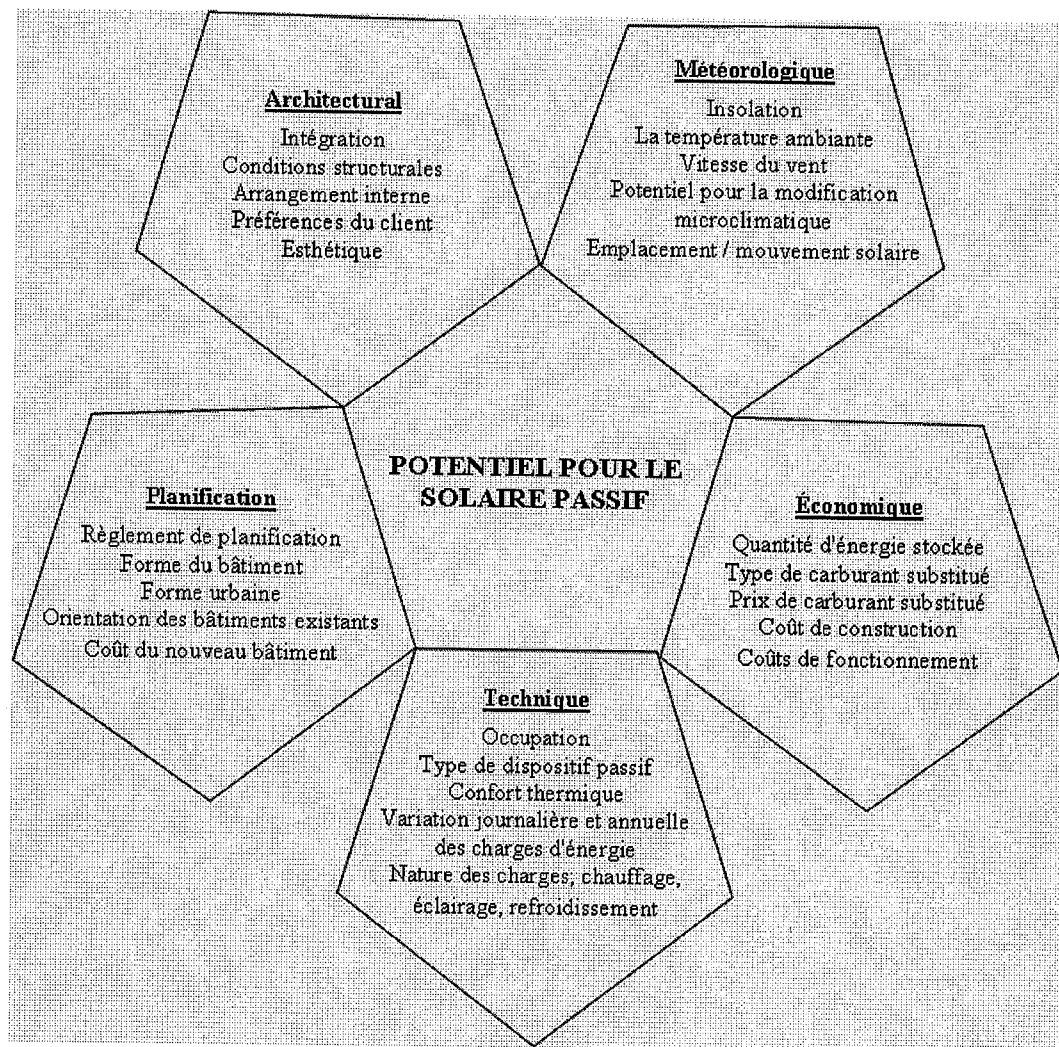 Architectural
Intégration
Conditions structurales
Arrangement interne
Préférences du client
Esthétique
Météorologique
Insolation
La température ambiante
Vitesse du vent
Potentiel pour la modification
microclimatique
Emplacement / mouvement solaire
POTENTIEL POUR LE
SOLAIRE PASSIF
Planification
Règlement de planification
Forme du bâtiment
Forme urbaine
Orientation des bâtiments existants
Coût du nouveau bâtiment
Économique
Quantité d'énergie stockée
Type de carburant substitué
Prix de carburant substitué
Coût de construction
Coûts de fonctionnement
Technique
Occupation
Type de dispositif passif
Confort thermique
Variation journalière et annuelle
des charges d'énergie
Nature des charges; chauffage,
éclairage, refroidissement